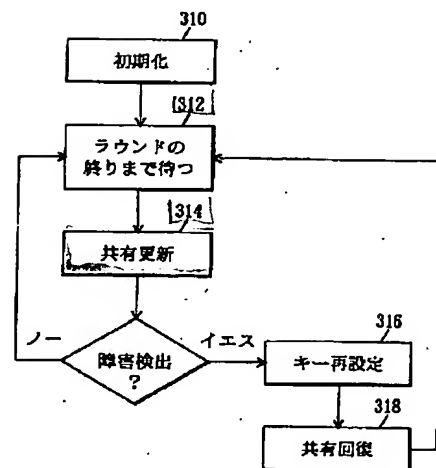 310
初期化
312
ラウンドの
終りまで待つ
314
共有更新
ノー
障害検出
?
イエス
316
キー再設定
318
共有回復